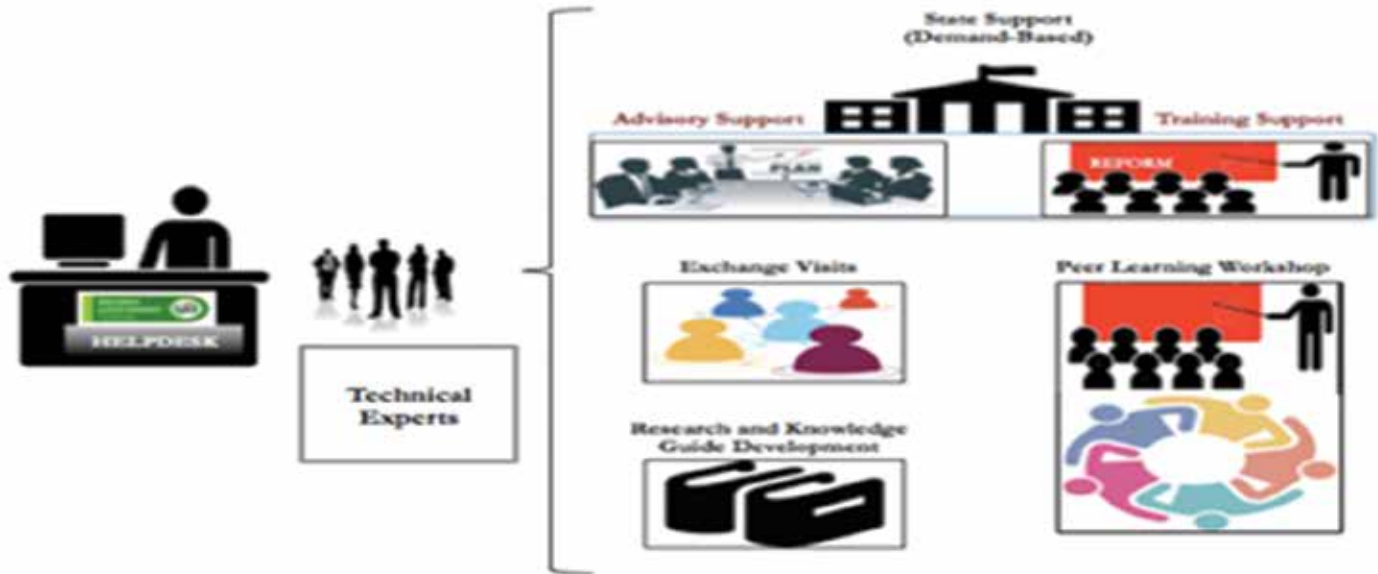 State Support
(Demand-Based)
Advisory Support
Training Support
PLAN
REFORM
HELPDESK
Technical
Experts
Exchange Visits
Peer Learning Workshop
Research and Knowledge
Guide Development